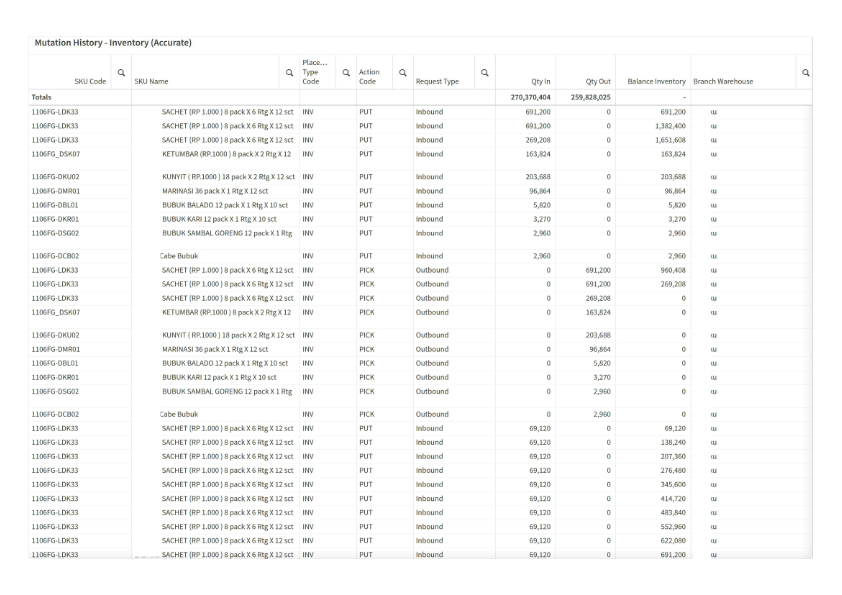 Mutation History - Inventory (Accurate)
SKU Code SKU Name Place... Type Code Action Code Request Type Qty In Qty Out Balance Inventory Branch Warehouse
Totals 270,370,404 259,828,025 -
1106FG-LDK33 SACHET (RP 1.000 ) 8 pack X 6 Rtg X 12 sct INV PUT Inbound 691,200 0 691,200
1106FG-LDK33 SACHET (RP 1.000 ) 8 pack X 6 Rtg X 12 sct INV PUT Inbound 691,200 0 1,382,400
1106FG-LDK33 SACHET (RP 1.000 ) 8 pack X 6 Rtg X 12 sct INV PUT Inbound 269,208 0 1,651,608
1106FG_DSK07 KETUMBAR (RP.1000 ) 8 pack X 2 Rtg X 12 INV PUT Inbound 163,824 0 163,824
1106FG-DKU02 KUNYIT ( RP.1000 ) 18 pack X 2 Rtg X 12 sct INV PUT Inbound 203,688 0 203,688
1106FG-DMR01 MARINASI 36 pack X 1 Rtg X 12 sct INV PUT Inbound 96,864 0 96,864
1106FG-DBL01 BUBUK BALADO 12 pack X 1 Rtg X 10 sct INV PUT Inbound 5,820 0 5,820
1106FG-DKR01 BUBUK KARI 12 pack X 1 Rtg X 10 sct INV PUT Inbound 3,270 0 3,270
1106FG-DSG02 BUBUK SAMBAL GORENG 12 pack X 1 Rtg INV PUT Inbound 2,960 0 2,960
1106FG-DCB02 Cabe Bubuk INV PUT Inbound 2,960 0 2,960
1106FG-LDK33 SACHET (RP 1.000 ) 8 pack X 6 Rtg X 12 sct INV PICK Outbound 0 691,200 960,408
1106FG-LDK33 SACHET (RP 1.000 ) 8 pack X 6 Rtg X 12 sct INV PICK Outbound 0 691,200 269,208
1106FG-LDK33 SACHET (RP 1.000 ) 8 pack X 6 Rtg X 12 sct INV PICK Outbound 0 269,208 0
1106FG_DSK07 KETUMBAR (RP.1000 ) 8 pack X 2 Rtg X 12 INV PICK Outbound 0 163,824 0
1106FG-DKU02 KUNYIT ( RP.1000 ) 18 pack X 2 Rtg X 12 sct INV PICK Outbound 0 203,688 0
1106FG-DMR01 MARINASI 36 pack X 1 Rtg X 12 sct INV PICK Outbound 0 96,864 0
1106FG-DBL01 BUBUK BALADO 12 pack X 1 Rtg X 10 sct INV PICK Outbound 0 5,820 0
1106FG-DKR01 BUBUK KARI 12 pack X 1 Rtg X 10 sct INV PICK Outbound 0 3,270 0
1106FG-DSG02 BUBUK SAMBAL GORENG 12 pack X 1 Rtg INV PICK Outbound 0 2,960 0
1106FG-DCB02 Cabe Bubuk INV PICK Outbound 0 2,960 0
1106FG-LDK33 SACHET (RP 1.000 ) 8 pack X 6 Rtg X 12 sct INV PUT Inbound 69,120 0 69,120
1106FG-LDK33 SACHET (RP 1.000 ) 8 pack X 6 Rtg X 12 sct INV PUT Inbound 69,120 0 138,240
1106FG-LDK33 SACHET (RP 1.000 ) 8 pack X 6 Rtg X 12 sct INV PUT Inbound 69,120 0 207,360
1106FG-LDK33 SACHET (RP 1.000 ) 8 pack X 6 Rtg X 12 sct INV PUT Inbound 69,120 0 276,480
1106FG-LDK33 SACHET (RP 1.000 ) 8 pack X 6 Rtg X 12 sct INV PUT Inbound 69,120 0 345,600
1106FG-LDK33 SACHET (RP 1.000 ) 8 pack X 6 Rtg X 12 sct INV PUT Inbound 69,120 0 414,720
1106FG-LDK33 SACHET (RP 1.000 ) 8 pack X 6 Rtg X 12 sct INV PUT Inbound 69,120 0 483,840
1106FG-LDK33 SACHET (RP 1.000 ) 8 pack X 6 Rtg X 12 sct INV PUT Inbound 69,120 0 552,960
1106FG-LDK33 SACHET (RP 1.000 ) 8 pack X 6 Rtg X 12 sct INV PUT Inbound 69,120 0 622,080
1106FG-LDK33 SACHET (RP 1.000 ) 8 pack X 6 Rtg X 12 sct INV PUT Inbound 69,120 0 691,200